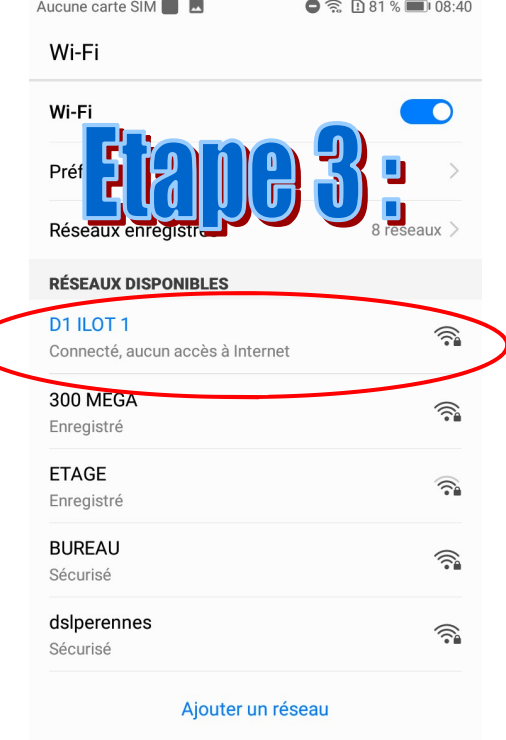 Aucune carte SIM
81 % 08:40
Wi-Fi
Wi-Fi
Etape 3 :
Préf
Réseaux enregistrés 8 réseaux
RÉSEAUX DISPONIBLES
D1 ILOT 1
Connecté, aucun accès à Internet
300 MEGA
Enregistré
ETAGE
Enregistré
BUREAU
Sécurisé
dslperennes
Sécurisé
Ajouter un réseau